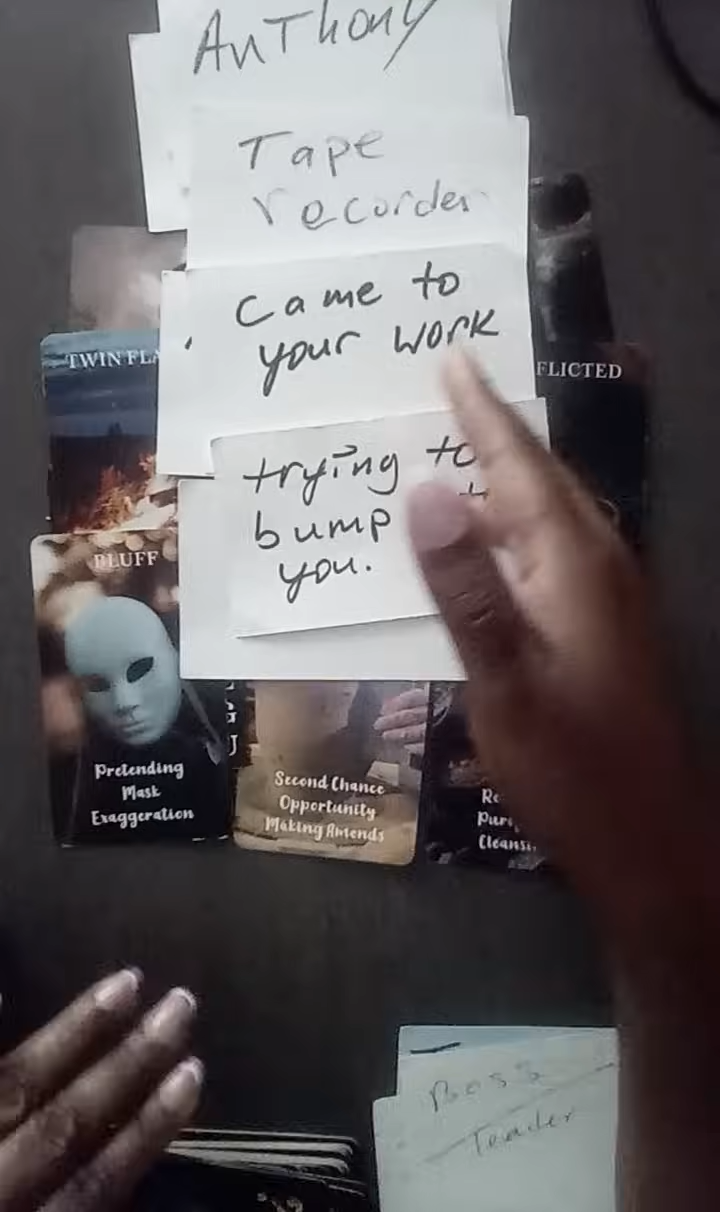 Anthony
Tape
recorder
Came to
your work
TWIN
FLICTED
trying to
bump
you.
BLUFF
Pretending
Mask
Exaggeration
Second Chance
Opportunity
Making Amends
Boss
Teacher